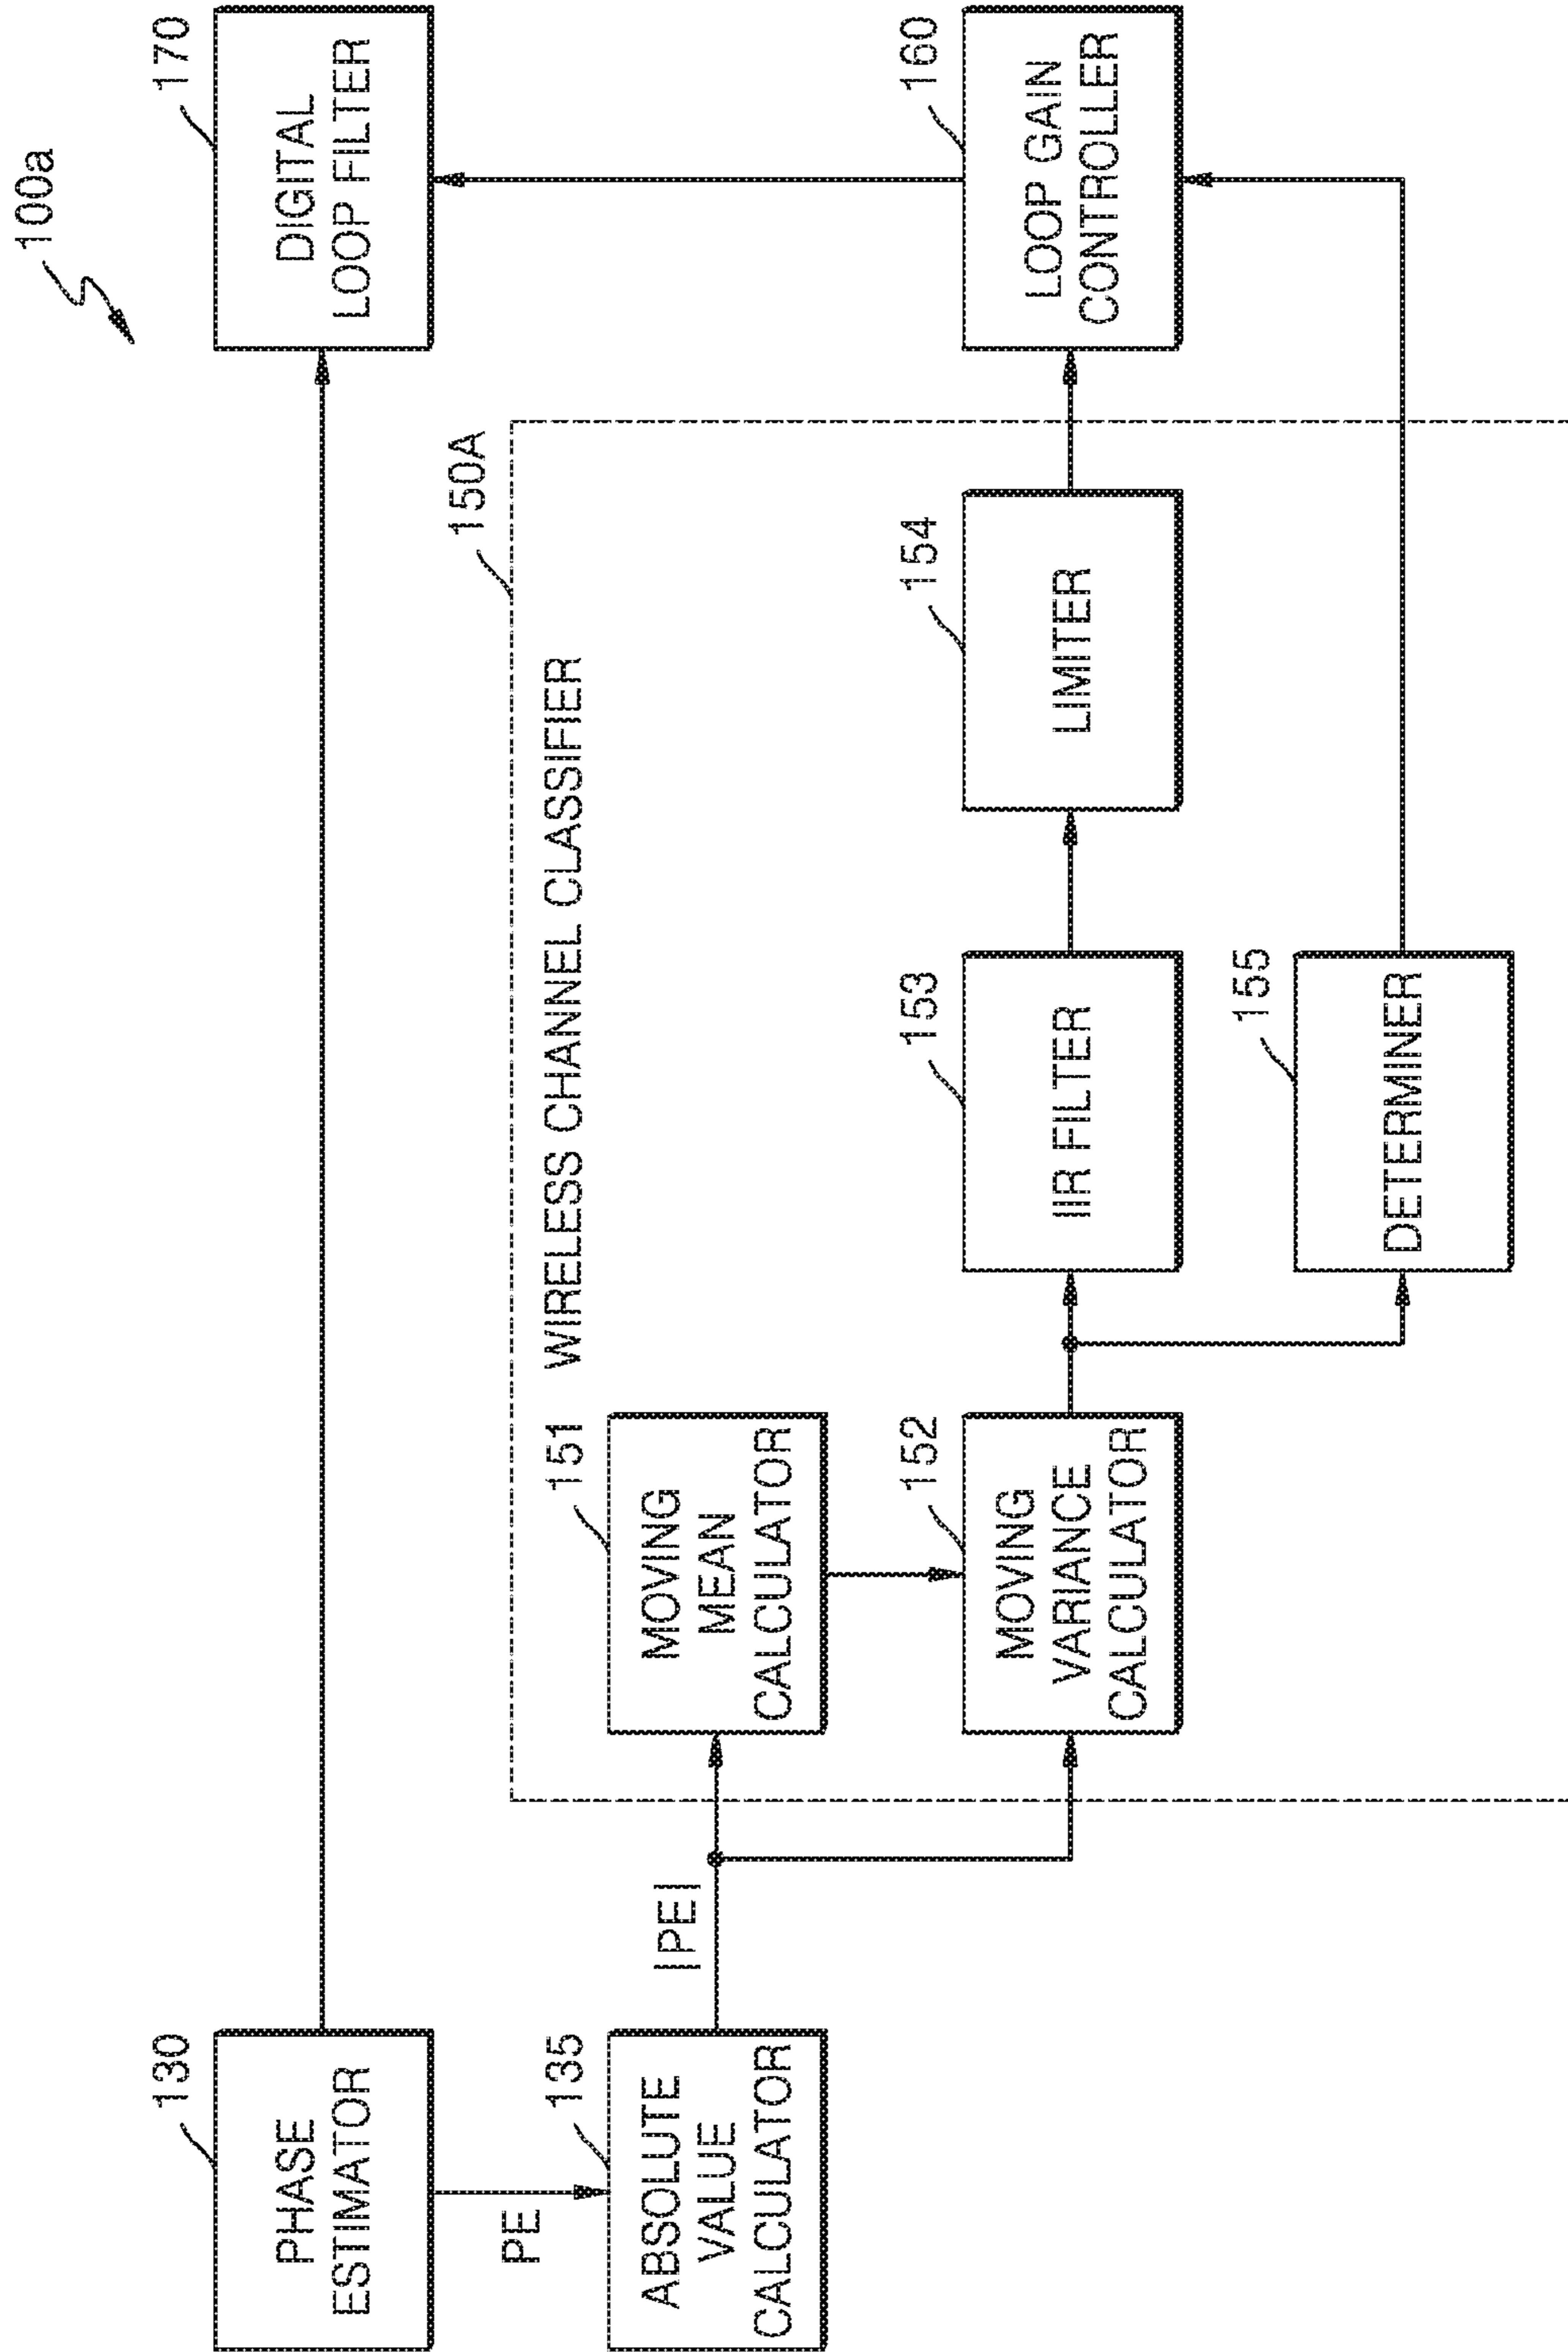 100a
130
PHASE
ESTIMATOR
170
DIGITAL
LOOP FILTER
PE
150A
135
ABSOLUTE
VALUE
CALCULATOR
|PE|
151
WIRELESS CHANNEL CLASSIFIER
MOVING
MEAN
CALCULATOR
152
MOVING
VARIANCE
CALCULATOR
153
IIR FILTER
154
LIMITER
160
LOOP GAIN
CONTROLLER
155
DETERMINER